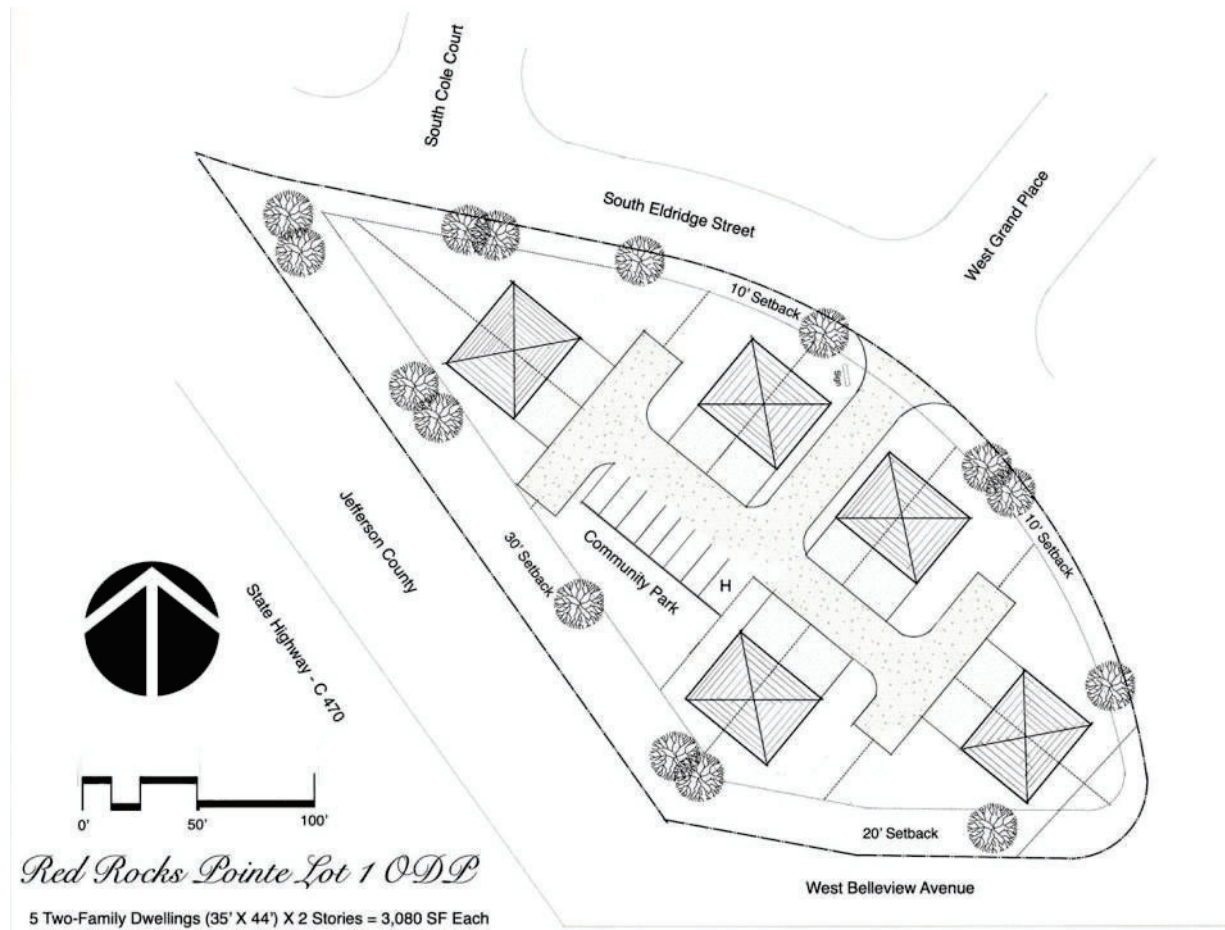 South Cole Court
South Eldridge Street
West Grand Place
10' Setback
Sign
10' Setback
Jefferson County
30' Setback
Community Park
H
State Highway - C 470
0'
50'
100'
20' Setback
Red Rocks Pointe Lot 1 ODP
West Belleview Avenue
5 Two-Family Dwellings (35' X 44') X 2 Stories = 3,080 SF Each